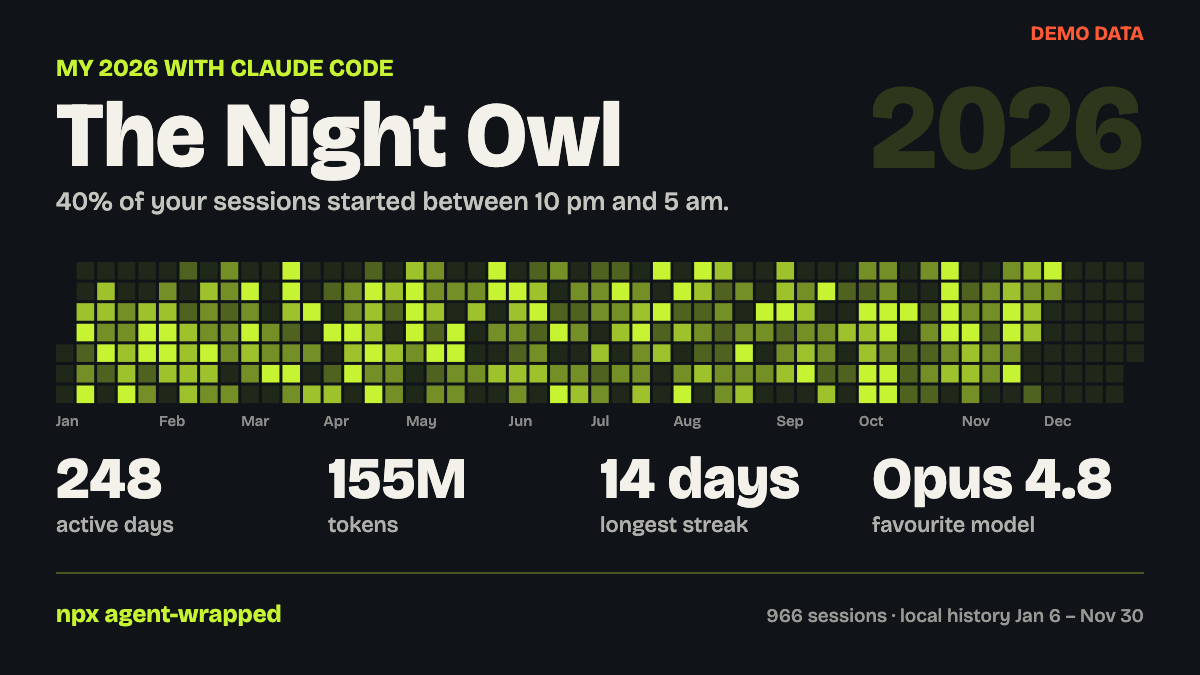 DEMO DATA
MY 2026 WITH CLAUDE CODE
The Night Owl
2026
40% of your sessions started between 10 pm and 5 am.
Jan Feb Mar Apr May Jun Jul Aug Sep Oct Nov Dec
248 155M 14 days Opus 4.8
active days tokens longest streak favourite model
npx agent-wrapped
966 sessions · local history Jan 6 – Nov 30